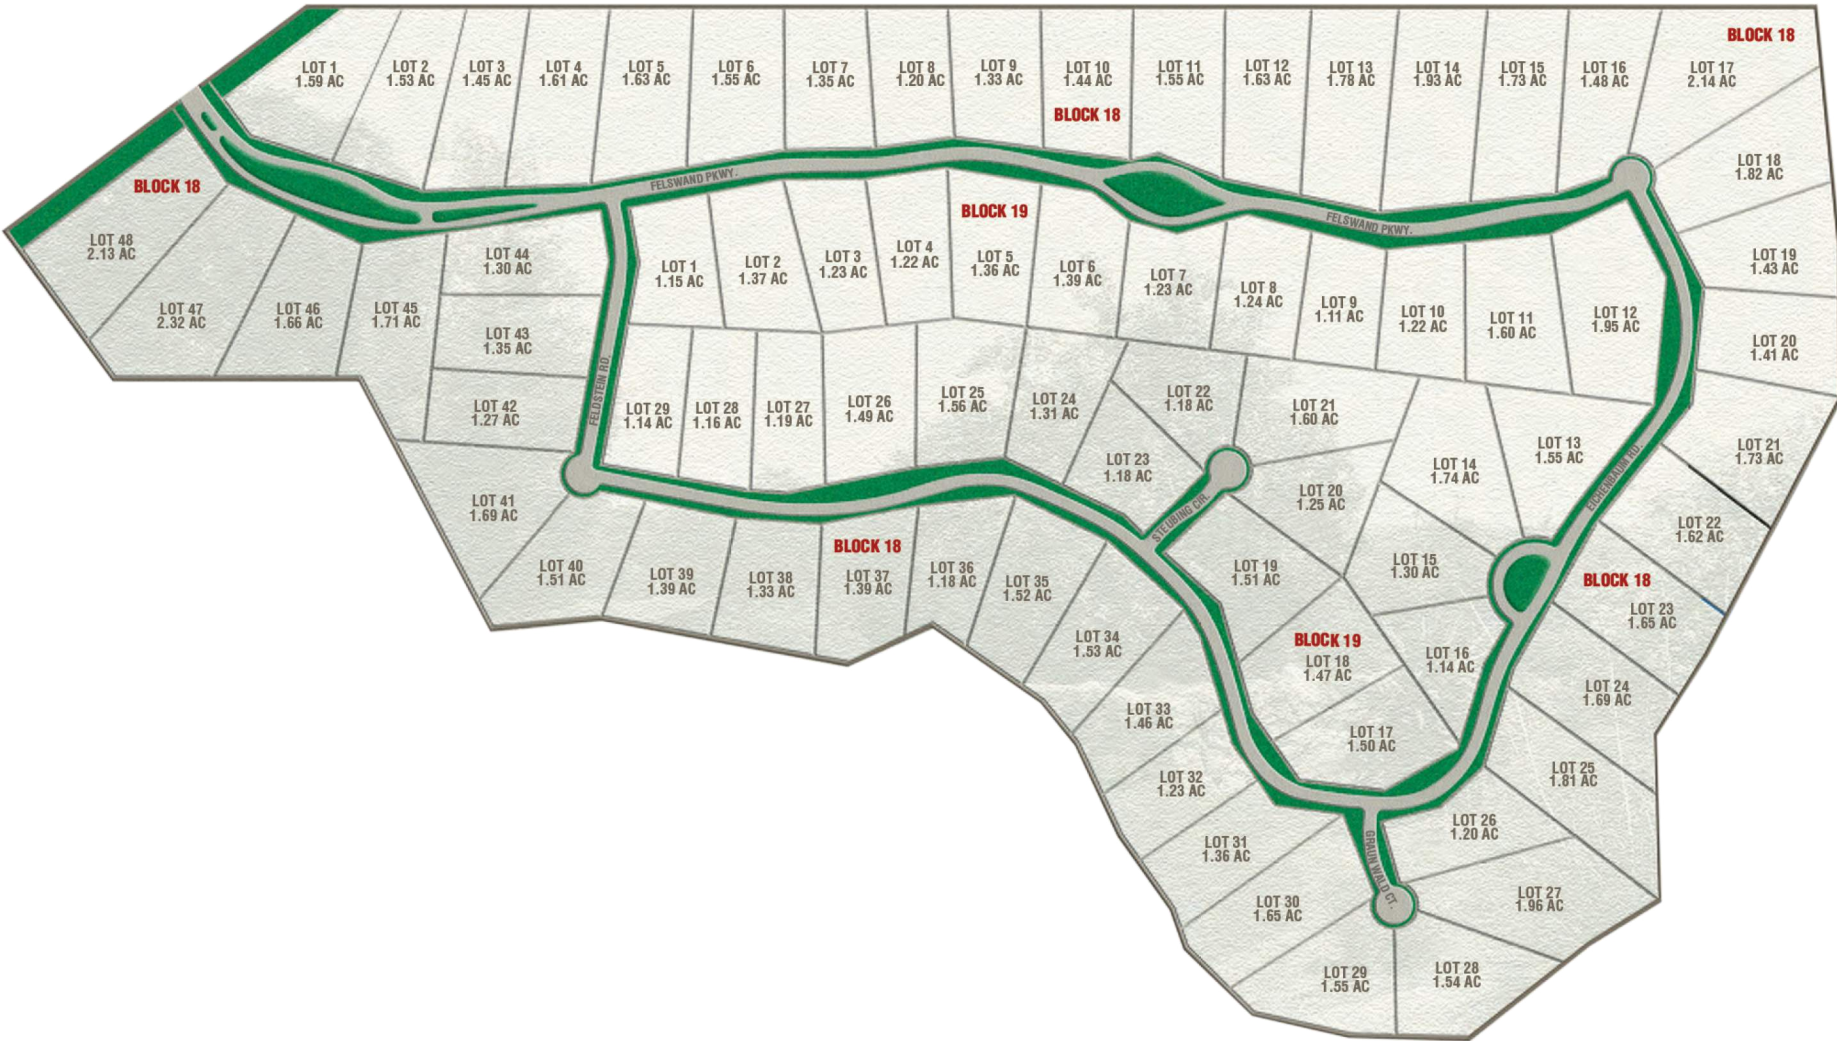 BLOCK 18
LOT 1
1.59 AC
LOT 2
1.53 AC
LOT 3
1.45 AC
LOT 4
1.61 AC
LOT 5
1.63 AC
LOT 6
1.55 AC
LOT 7
1.35 AC
LOT 8
1.20 AC
LOT 9
1.33 AC
LOT 10
1.44 AC
LOT 11
1.55 AC
LOT 12
1.63 AC
LOT 13
1.78 AC
LOT 14
1.93 AC
LOT 15
1.73 AC
LOT 16
1.48 AC
LOT 17
2.14 AC
BLOCK 18
LOT 18
1.82 AC
BLOCK 18
FELSWAND PKWY.
BLOCK 19
FELSWAND PKWY.
LOT 48
2.13 AC
LOT 47
2.32 AC
LOT 46
1.66 AC
LOT 45
1.71 AC
LOT 44
1.30 AC
LOT 43
1.35 AC
LOT 42
1.27 AC
FELDSTEIN RD.
LOT 1
1.15 AC
LOT 2
1.37 AC
LOT 3
1.23 AC
LOT 4
1.22 AC
LOT 5
1.36 AC
LOT 6
1.39 AC
LOT 7
1.23 AC
LOT 8
1.24 AC
LOT 9
1.11 AC
LOT 10
1.22 AC
LOT 11
1.60 AC
LOT 12
1.95 AC
LOT 19
1.43 AC
LOT 20
1.41 AC
LOT 29
1.14 AC
LOT 28
1.16 AC
LOT 27
1.19 AC
LOT 26
1.49 AC
LOT 25
1.56 AC
LOT 24
1.31 AC
LOT 23
1.18 AC
LOT 22
1.18 AC
LOT 21
1.60 AC
LOT 20
1.25 AC
LOT 14
1.74 AC
LOT 13
1.55 AC
EICHENBAUM RD.
LOT 21
1.73 AC
LOT 22
1.62 AC
STEUBING CIR.
LOT 41
1.69 AC
LOT 40
1.51 AC
LOT 39
1.39 AC
LOT 38
1.33 AC
BLOCK 18
LOT 37
1.39 AC
LOT 36
1.18 AC
LOT 35
1.52 AC
LOT 34
1.53 AC
LOT 19
1.51 AC
LOT 15
1.30 AC
BLOCK 18
LOT 23
1.65 AC
BLOCK 19
LOT 18
1.47 AC
LOT 16
1.14 AC
LOT 24
1.69 AC
LOT 33
1.46 AC
LOT 17
1.50 AC
LOT 25
1.81 AC
LOT 32
1.23 AC
LOT 26
1.20 AC
LOT 31
1.36 AC
GRAUN WALD CT.
LOT 30
1.65 AC
LOT 27
1.96 AC
LOT 29
1.55 AC
LOT 28
1.54 AC